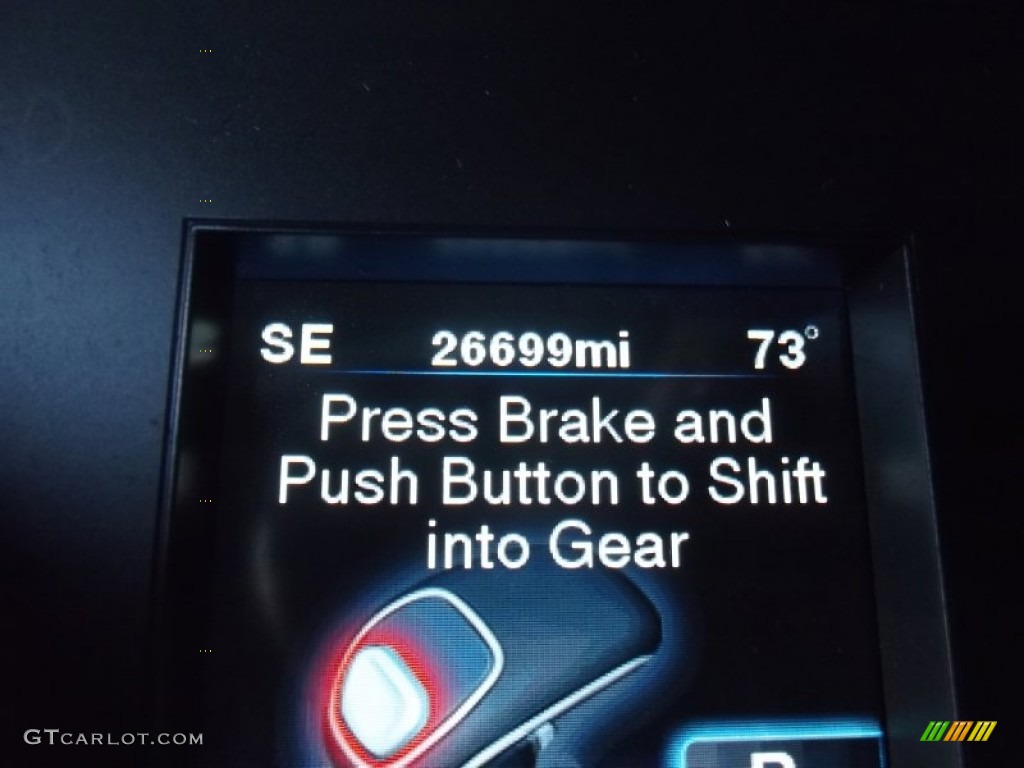 SE 26699mi 73°
Press Brake and
Push Button to Shift
into Gear
GTCARLOT.COM